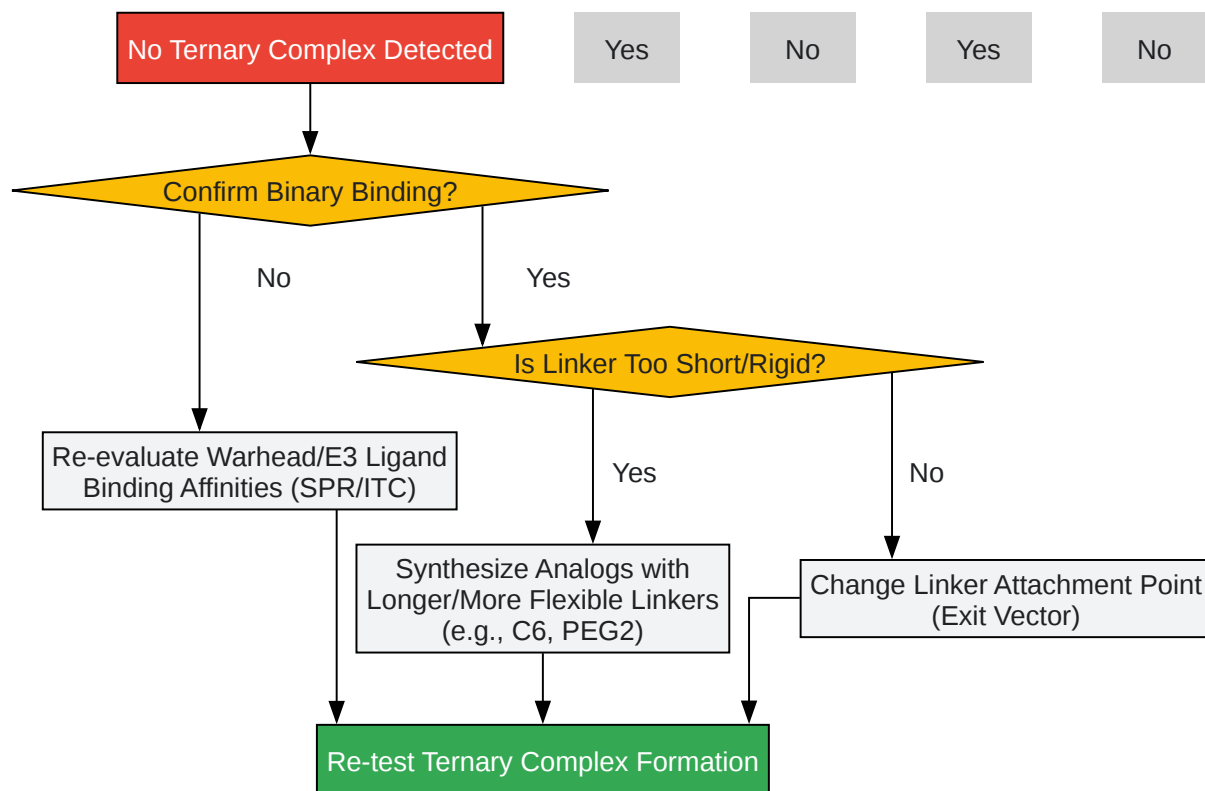 No Ternary Complex Detected
Yes
No
Yes
No
Confirm Binary Binding?
No
Yes
Is Linker Too Short/Rigid?
Re-evaluate Warhead/E3 Ligand
Binding Affinities (SPR/ITC)
Yes
No
Synthesize Analogs with
Longer/More Flexible Linkers
(e.g., C6, PEG2)
Change Linker Attachment Point
(Exit Vector)
Re-test Ternary Complex Formation